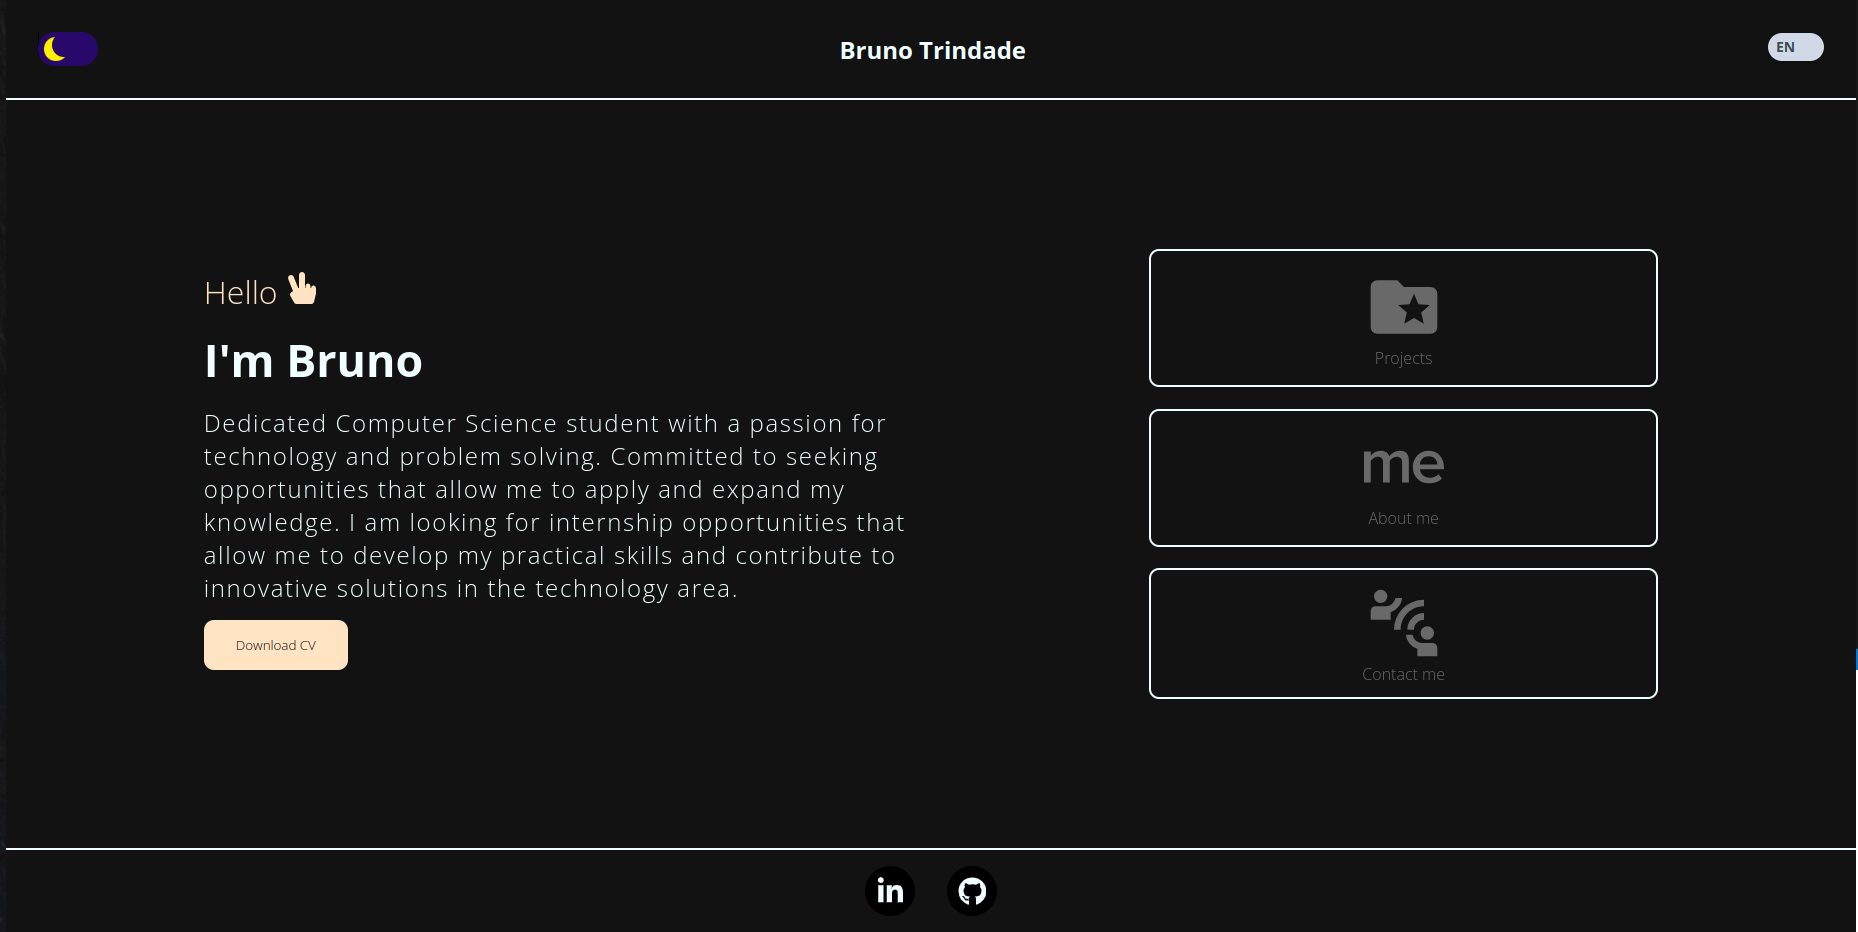 Bruno Trindade
EN
Hello
I'm Bruno
Dedicated Computer Science student with a passion for
technology and problem solving. Committed to seeking
opportunities that allow me to apply and expand my
knowledge. I am looking for internship opportunities that
allow me to develop my practical skills and contribute to
innovative solutions in the technology area.
Download CV
Projects
me
About me
Contact me
in